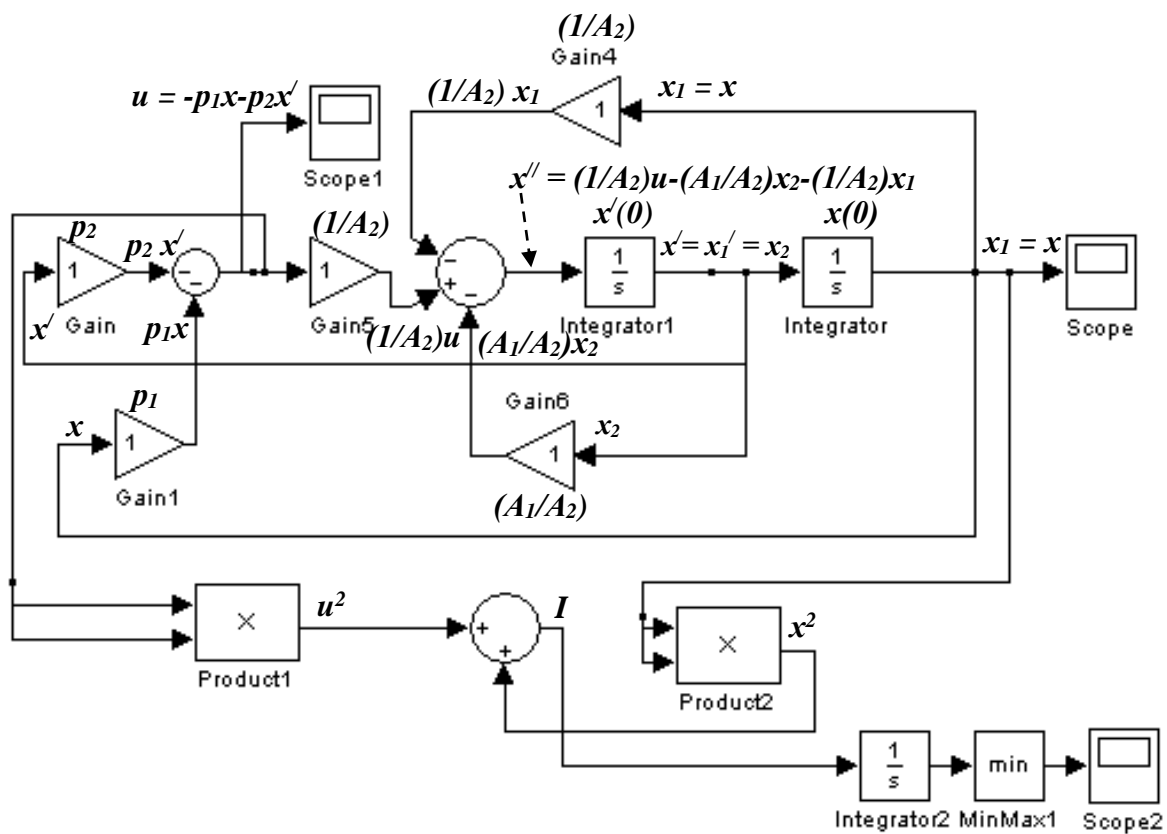 (1/A₂)
Gain4
1
(1/A₂) x₁
x₁ = x
u = -p₁x-p₂x′
Scope1
x″ = (1/A₂)u-(A₁/A₂)x₂-(1/A₂)x₁
x′(0)
x(0)
p₂
1
Gain
x′
p₂ x′
-
-
p₁x
(1/A₂)
1
Gain5
(1/A₂)u
-
+
-
1
s
Integrator1
x′= x₁′ = x₂
1
s
Integrator
x₁ = x
Scope
(A₁/A₂)x₂
Gain6
1
x₂
(A₁/A₂)
x
p₁
1
Gain1
×
Product1
u²
+
+
I
×
Product2
x²
1
s
Integrator2
min
MinMax1
Scope2